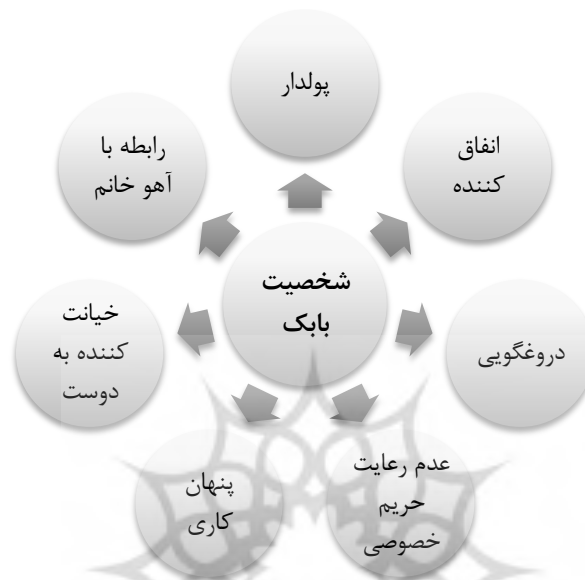 پولدار
انفاق
کننده
رابطه با
آهو خانم
شخصیت
بابک
دروغگویی
خیانت
کننده به
دوست
عدم رعایت
حریم
خصوصی
پنهان
کاری